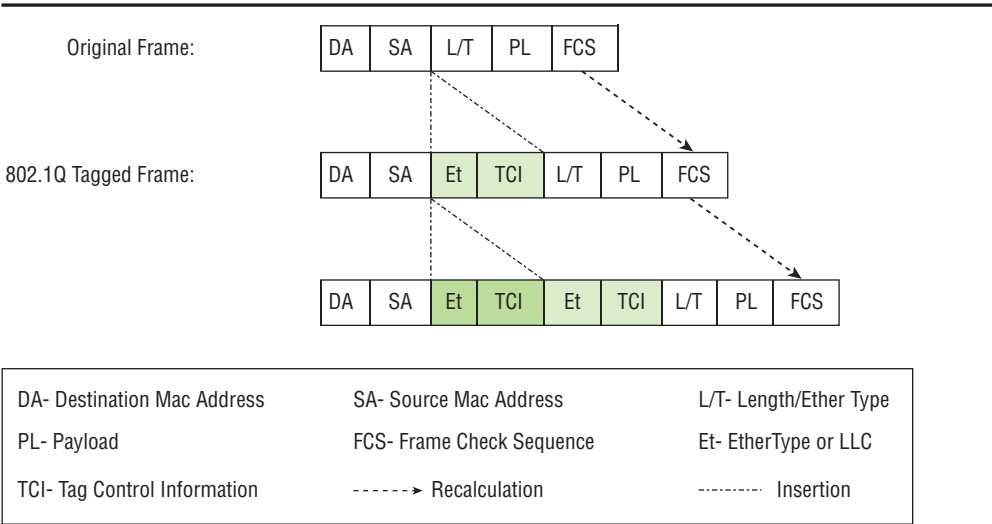 Original Frame: DA SA L/T PL FCS
802.1Q Tagged Frame: DA SA Et TCI L/T PL FCS
DA SA Et TCI Et TCI L/T PL FCS
DA- Destination Mac Address SA- Source Mac Address L/T- Length/Ether Type
PL- Payload FCS- Frame Check Sequence Et- EtherType or LLC
TCI- Tag Control Information Recalculation Insertion